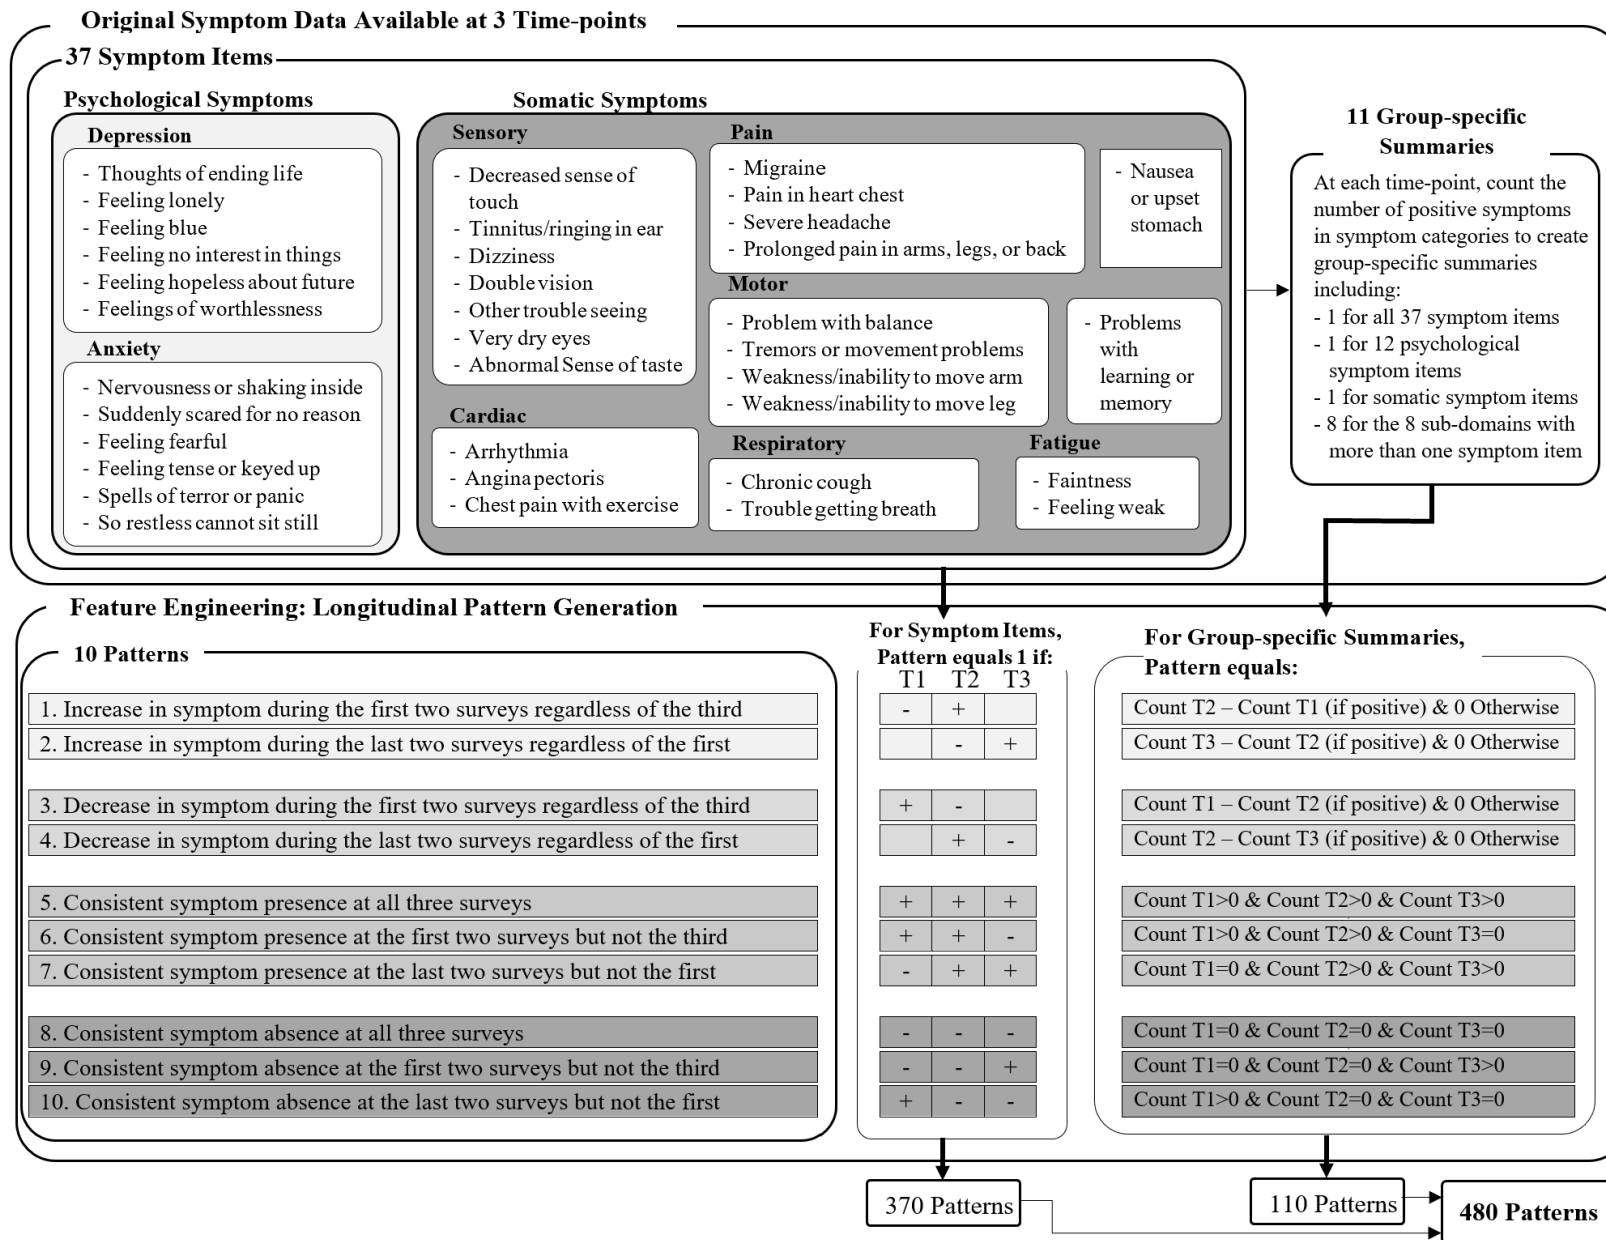 Original Symptom Data Available at 3 Time-points
37 Symptom Items
Psychological Symptoms
Depression
- Thoughts of ending life
- Feeling lonely
- Feeling blue
- Feeling no interest in things
- Feeling hopeless about future
- Feelings of worthlessness
Anxiety
- Nervousness or shaking inside
- Suddenly scared for no reason
- Feeling fearful
- Feeling tense or keyed up
- Spells of terror or panic
- So restless cannot sit still
Somatic Symptoms
Sensory
- Decreased sense of
touch
- Tinnitus/ringing in ear
- Dizziness
- Double vision
- Other trouble seeing
- Very dry eyes
- Abnormal Sense of taste
Cardiac
- Arrhythmia
- Angina pectoris
- Chest pain with exercise
Pain
- Migraine
- Pain in heart chest
- Severe headache
- Prolonged pain in arms, legs, or back
- Nausea
or upset
stomach
Motor
- Problem with balance
- Tremors or movement problems
- Weakness/inability to move arm
- Weakness/inability to move leg
- Problems
with
learning or
memory
Respiratory
- Chronic cough
- Trouble getting breath
Fatigue
- Faintness
- Feeling weak
11 Group-specific
Summaries
At each time-point, count the
number of positive symptoms
in symptom categories to create
group-specific summaries
including:
- 1 for all 37 symptom items
- 1 for 12 psychological
symptom items
- 1 for somatic symptom items
- 8 for the 8 sub-domains with
more than one symptom item
Feature Engineering: Longitudinal Pattern Generation
10 Patterns
1. Increase in symptom during the first two surveys regardless of the third
2. Increase in symptom during the last two surveys regardless of the first
3. Decrease in symptom during the first two surveys regardless of the third
4. Decrease in symptom during the last two surveys regardless of the first
5. Consistent symptom presence at all three surveys
6. Consistent symptom presence at the first two surveys but not the third
7. Consistent symptom presence at the last two surveys but not the first
8. Consistent symptom absence at all three surveys
9. Consistent symptom absence at the first two surveys but not the third
10. Consistent symptom absence at the last two surveys but not the first
For Symptom Items,
Pattern equals 1 if:
T1 T2 T3
- +
- +
+ -
+ -
+ + +
+ + -
- + +
- - -
- - +
+ - -
For Group-specific Summaries,
Pattern equals:
Count T2 – Count T1 (if positive) & 0 Otherwise
Count T3 – Count T2 (if positive) & 0 Otherwise
Count T1 – Count T2 (if positive) & 0 Otherwise
Count T2 – Count T3 (if positive) & 0 Otherwise
Count T1>0 & Count T2>0 & Count T3>0
Count T1>0 & Count T2>0 & Count T3=0
Count T1=0 & Count T2>0 & Count T3>0
Count T1=0 & Count T2=0 & Count T3=0
Count T1=0 & Count T2=0 & Count T3>0
Count T1>0 & Count T2=0 & Count T3=0
370 Patterns
110 Patterns
480 Patterns